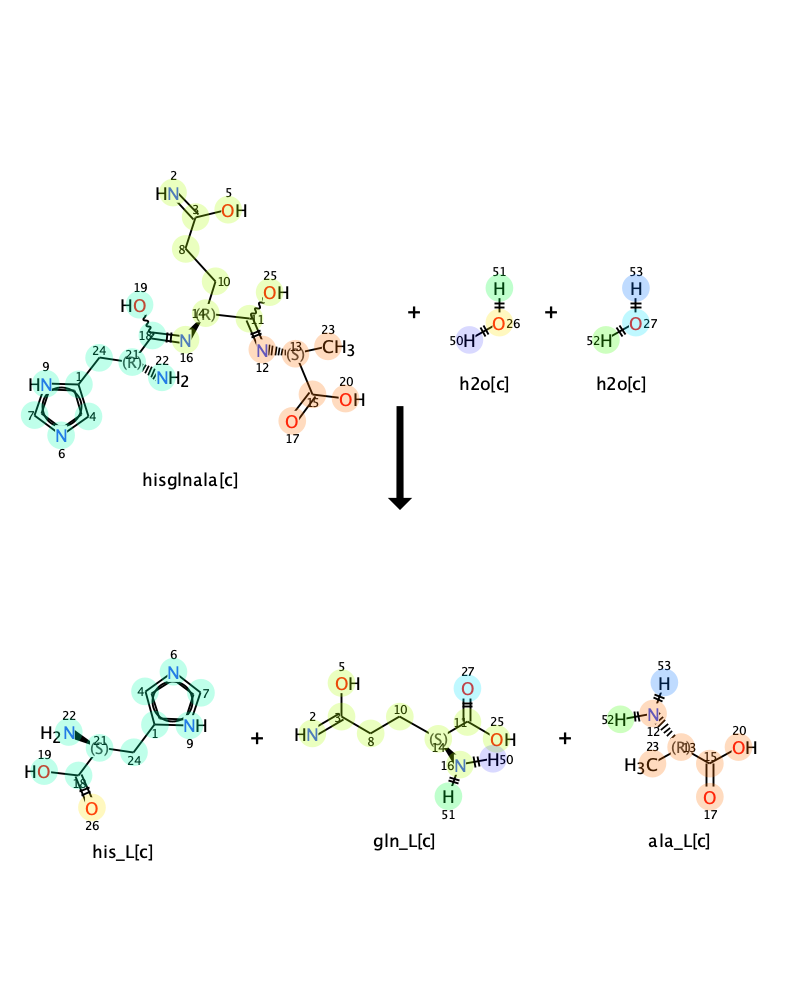 2
HN
3
5
OH
8
10
25
OH
19
HO
14
(R)
11
18
16
23
CH3
13
(S)
N
12
24
21
(R)
22
NH2
9
HN
1
7
4
N
6
20
OH
15
O
17
hisglnala[c]
+
51
H
50
H
O
26
h2o[c]
+
53
H
52
H
O
27
h2o[c]
6
N
4
7
1
NH
9
22
H2N
21
(S)
24
19
HO
18
O
26
his_L[c]
+
5
OH
2
HN
3
8
10
27
O
11
25
OH
(S)
14
16
N
H
50
H
51
gln_L[c]
+
53
H
52
H
N
12
23
H3C
(R)
13
20
OH
15
O
17
ala_L[c]